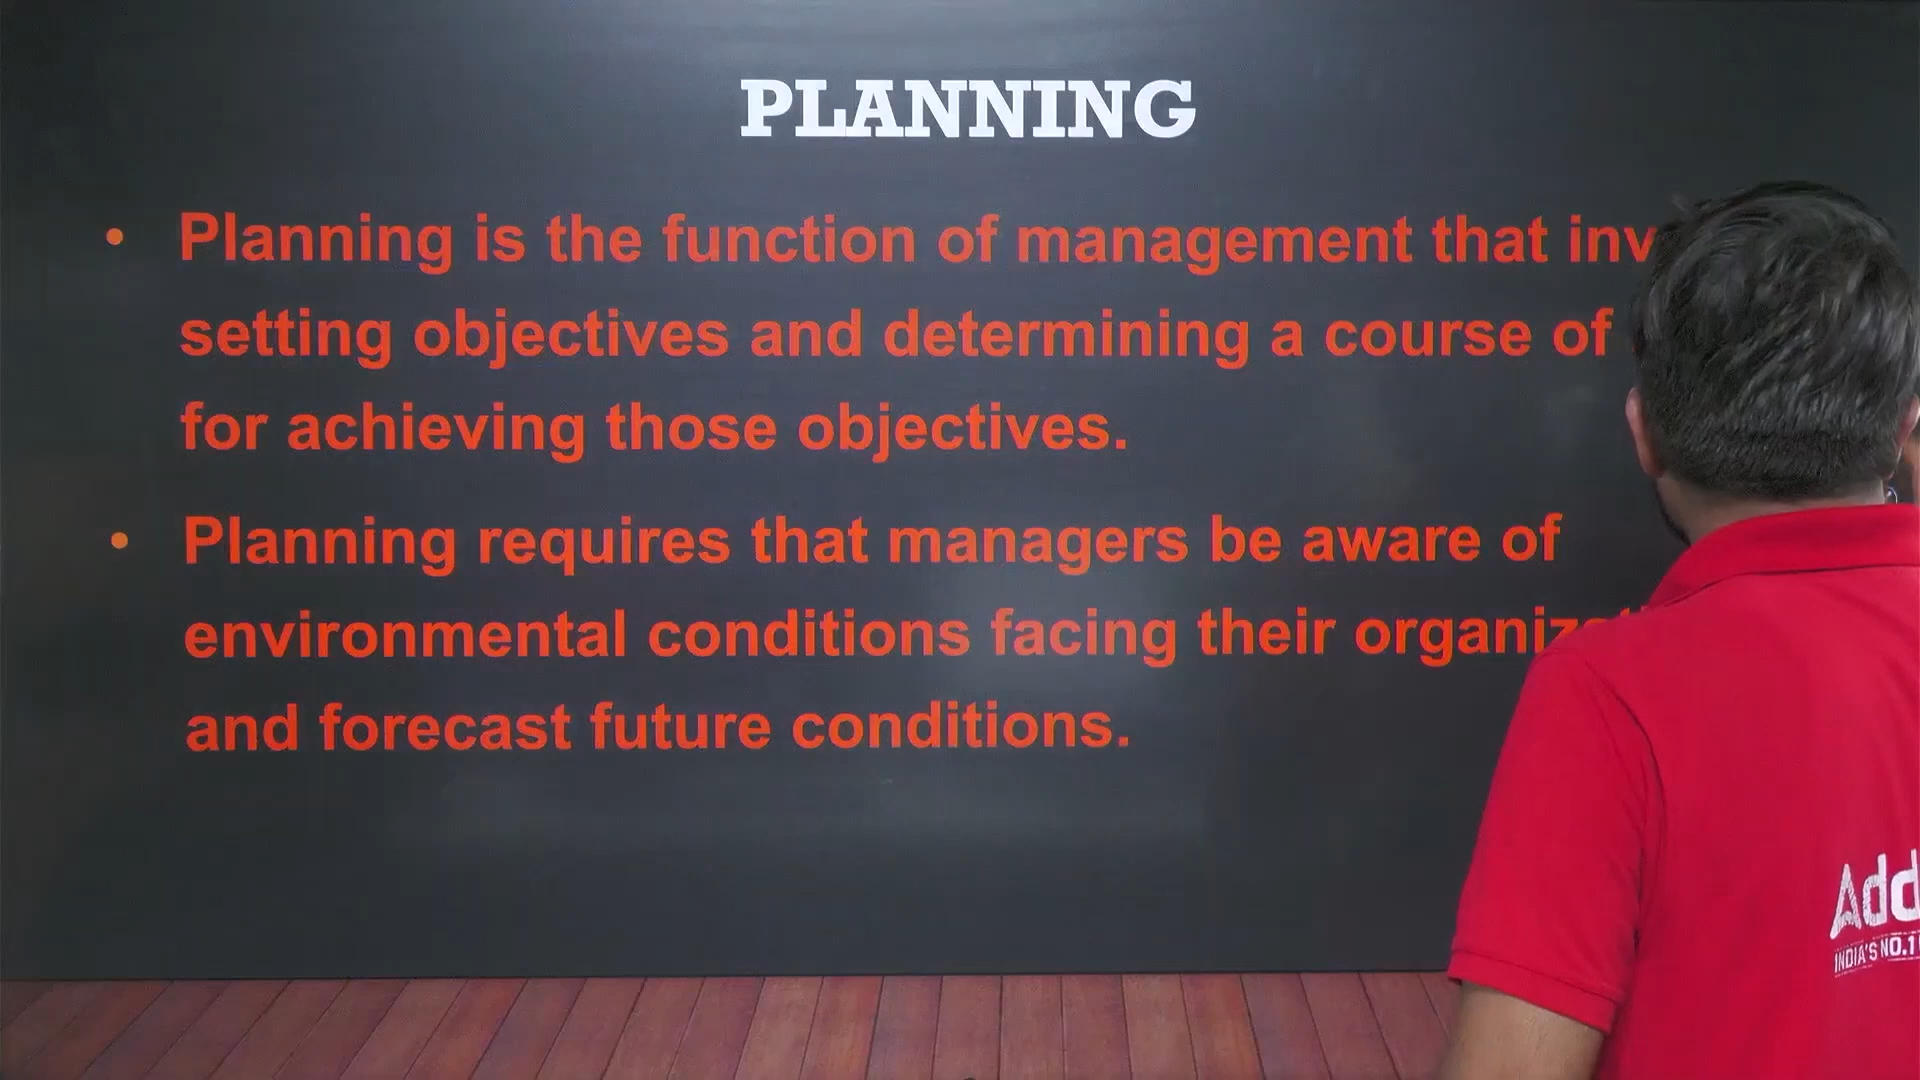 PLANNING
• Planning is the function of management that inv
setting objectives and determining a course of
for achieving those objectives.
• Planning requires that managers be aware of
environmental conditions facing their organiz
and forecast future conditions.
Add
INDIA'S NO.1